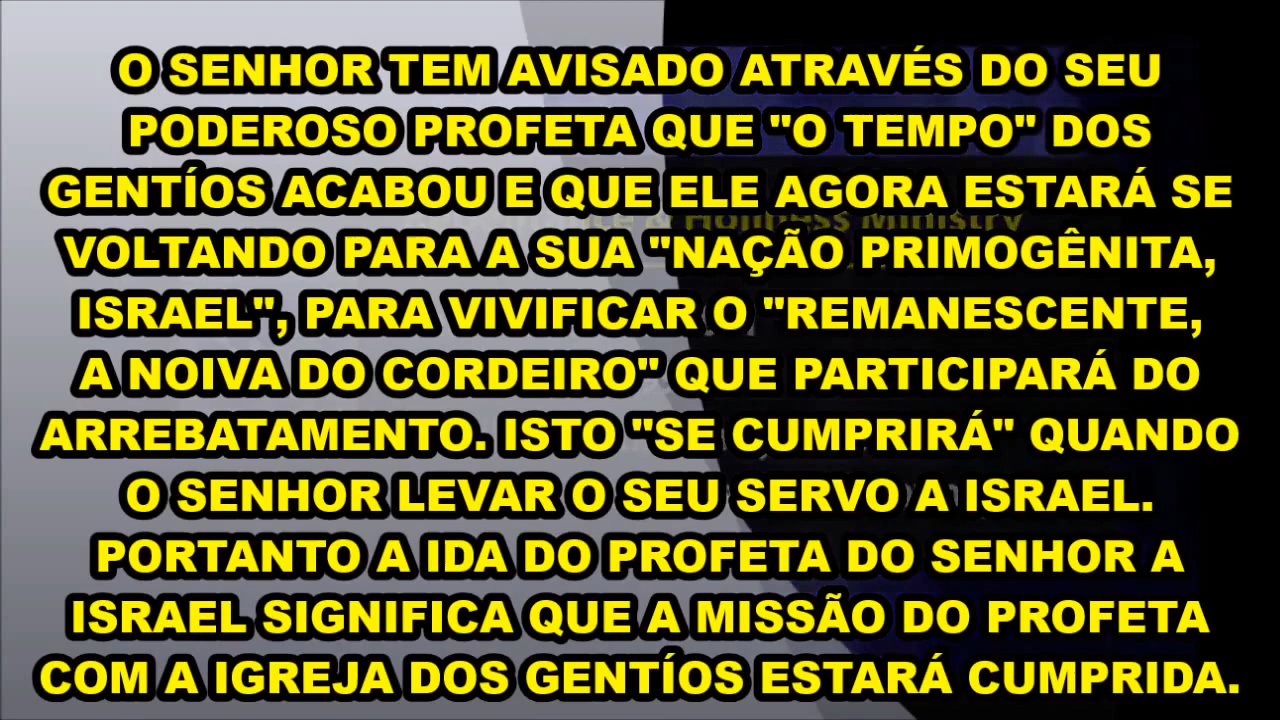 O SENHOR TEM AVISADO ATRAVÉS DO SEU
PODEROSO PROFETA QUE "O TEMPO" DOS
GENTÍOS ACABOU E QUE ELE AGORA ESTARÁ SE
VOLTANDO PARA A SUA "NAÇÃO PRIMOGÊNITA,
ISRAEL", PARA VIVIFICAR O "REMANESCENTE,
A NOIVA DO CORDEIRO" QUE PARTICIPARÁ DO
ARREBATAMENTO. ISTO "SE CUMPRIRÁ" QUANDO
O SENHOR LEVAR O SEU SERVO A ISRAEL.
PORTANTO A IDA DO PROFETA DO SENHOR A
ISRAEL SIGNIFICA QUE A MISSÃO DO PROFETA
COM A IGREJA DOS GENTÍOS ESTARÁ CUMPRIDA.